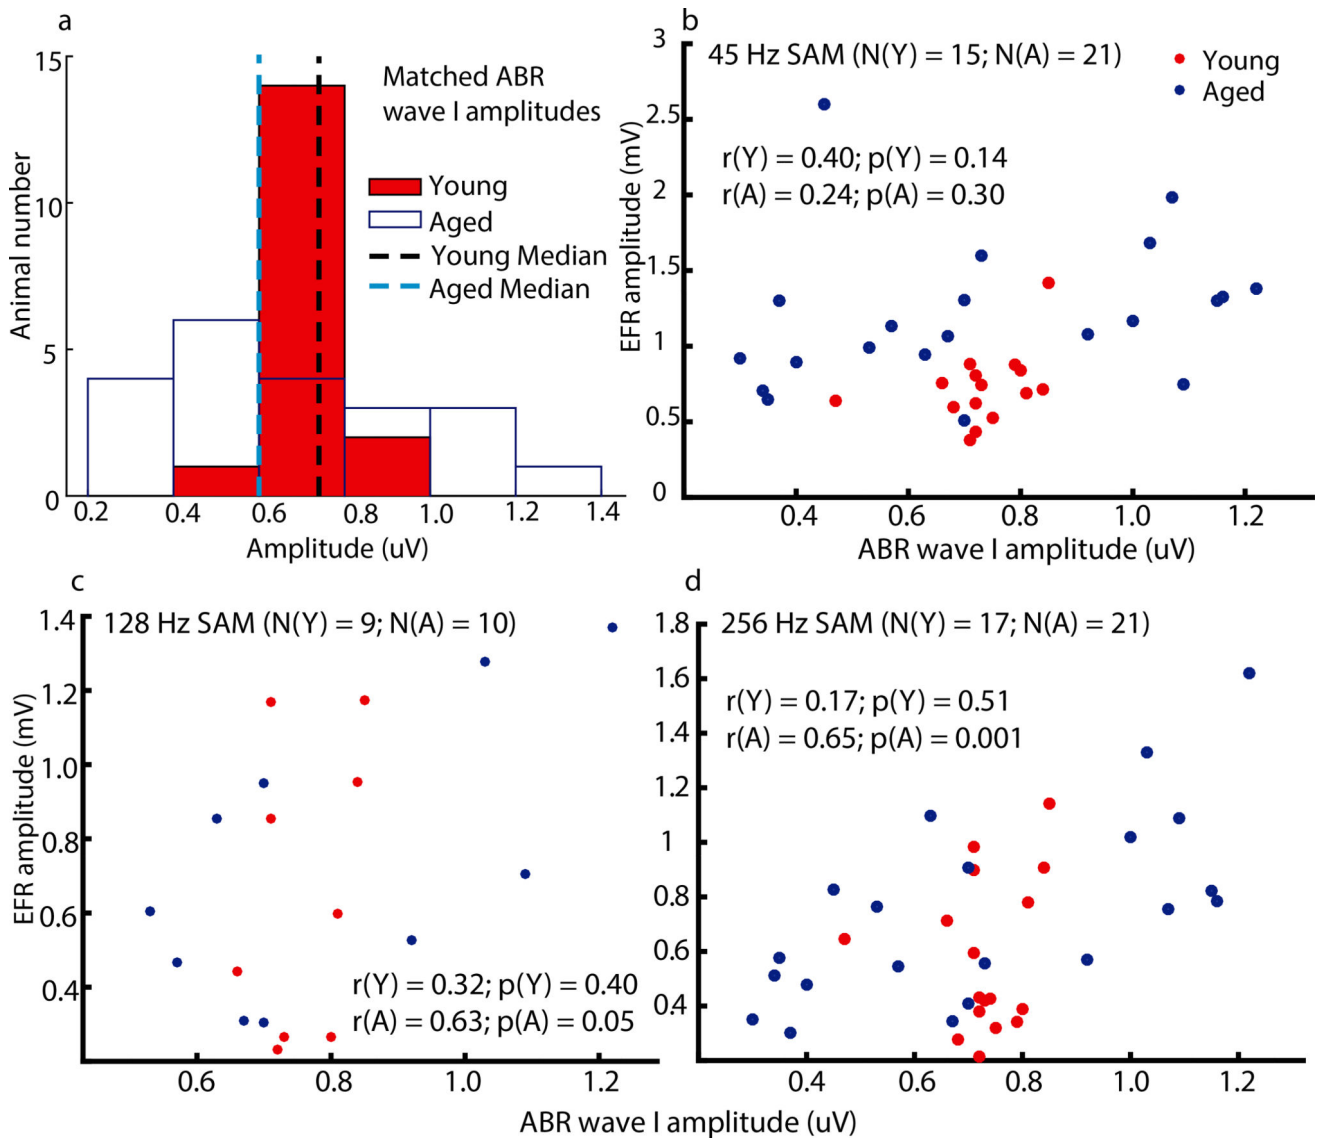 a
Matched ABR
wave I amplitudes
Young
Aged
Young Median
Aged Median
Animal number
15
10
5
0
0.2 0.4 0.6 0.8 1.0 1.2 1.4
Amplitude (uV)
b
45 Hz SAM (N(Y) = 15; N(A) = 21)
Young
Aged
r(Y) = 0.40; p(Y) = 0.14
r(A) = 0.24; p(A) = 0.30
EFR amplitude (mV)
3
2.5
2
1.5
1
0.5
0
0.4 0.6 0.8 1.0 1.2
ABR wave I amplitude (uV)
c
128 Hz SAM (N(Y) = 9; N(A) = 10)
EFR amplitude (mV)
1.4
1.2
1.0
0.8
0.6
0.4
r(Y) = 0.32; p(Y) = 0.40
r(A) = 0.63; p(A) = 0.05
0.6 0.8 1.0 1.2
d
256 Hz SAM (N(Y) = 17; N(A) = 21)
r(Y) = 0.17; p(Y) = 0.51
r(A) = 0.65; p(A) = 0.001
1.8
1.6
1.4
1.2
1
0.8
0.6
0.4
0.4 0.6 0.8 1.0 1.2
ABR wave I amplitude (uV)